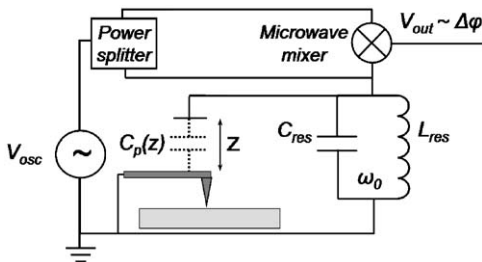 Power
splitter
Microwave
mixer
V_out ~ Δφ
C_p(z)
Z
C_res
L_res
V_osc
~
ω_0